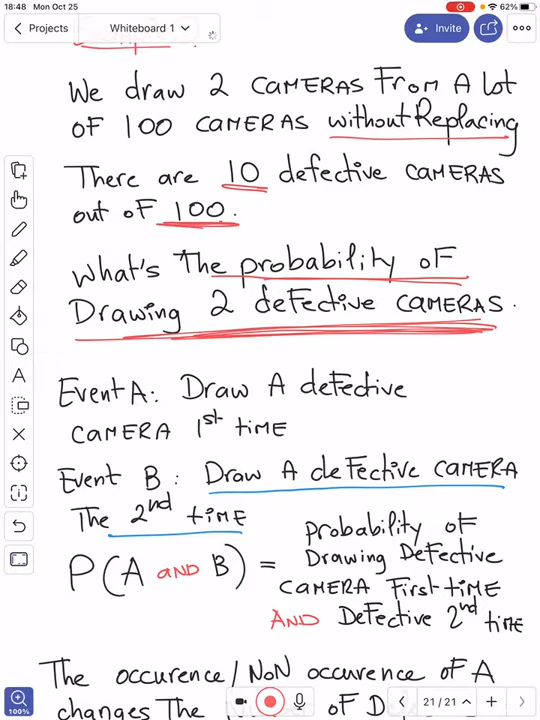 18:48 Mon Oct 25
62%
Projects
Whiteboard 1
Invite
We draw 2 CAMERAS From A lot
OF 100 CAMERAS without Replacing
There are 10 defective CAMERAS
out of 100.
What's The probability OF
Drawing 2 defective CAMERAS.
Event A: Draw A defective
CAMERA 1st TIME
Event B: Draw A defective CAMERA
The 2nd time
P(A AND B) = probability OF
Drawing Defective
CAMERA First TIME
AND Defective 2nd time
The occurence/NoN occurence of A
changes The
OF
A
100%
21/21